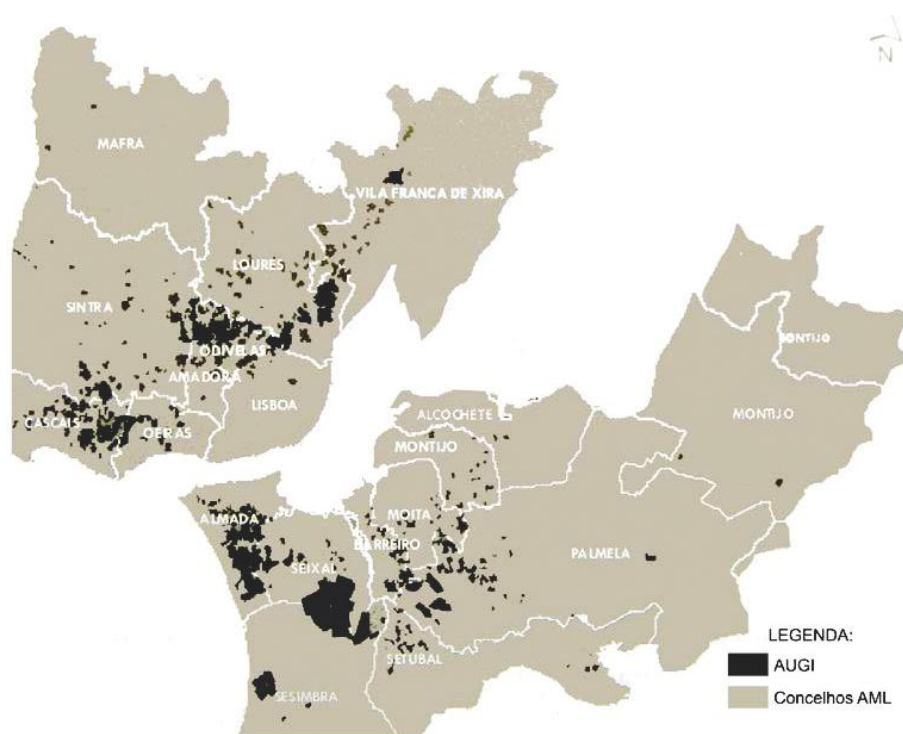 N
MAFRA
VILA FRANCA DE XIRA
LOURES
SINTRA
ODIVELAS
AMADORA
LISBOA
CASCAIS
OEIRAS
ALCOCHETE
MONTIJO
MONTIJO
MONTIJO
MOITA
ALMADA
BARREIRO
SEIXAL
PALMELA
SETUBAL
SESIMBRA
LEGENDA:
AUGI
Concelhos AML